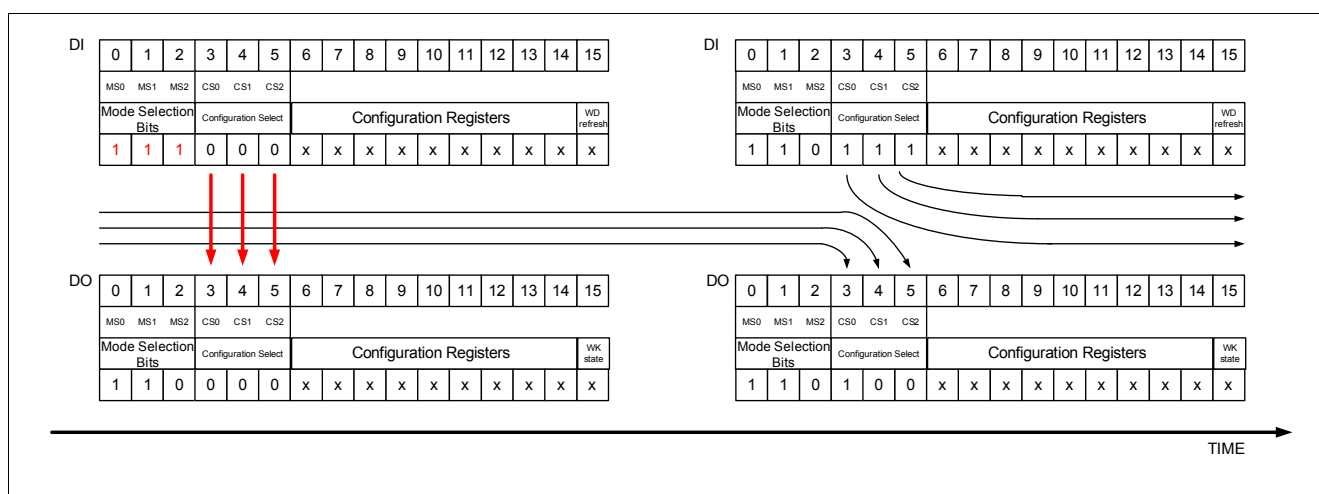 DI 0 1 2 3 4 5 6 7 8 9 10 11 12 13 14 15
MS0 MS1 MS2 CS0 CS1 CS2
Mode Selection Bits Configuration Select Configuration Registers WD refresh
1 1 1 0 0 0 x x x x x x x x x x
DI 0 1 2 3 4 5 6 7 8 9 10 11 12 13 14 15
MS0 MS1 MS2 CS0 CS1 CS2
Mode Selection Bits Configuration Select Configuration Registers WD refresh
1 1 0 1 1 1 x x x x x x x x x x
DO 0 1 2 3 4 5 6 7 8 9 10 11 12 13 14 15
MS0 MS1 MS2 CS0 CS1 CS2
Mode Selection Bits Configuration Select Configuration Registers WK state
1 1 0 0 0 0 x x x x x x x x x x
DO 0 1 2 3 4 5 6 7 8 9 10 11 12 13 14 15
MS0 MS1 MS2 CS0 CS1 CS2
Mode Selection Bits Configuration Select Configuration Registers WK state
1 1 0 1 0 0 x x x x x x x x x x
TIME